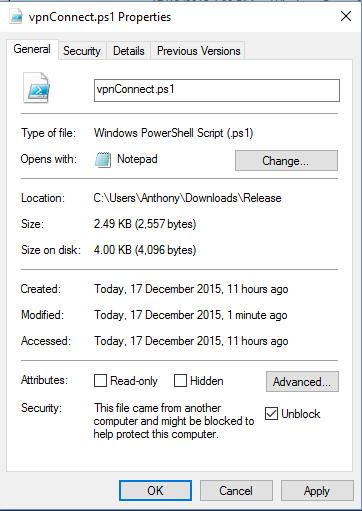 vpnConnect.ps1 Properties
General Security Details Previous Versions
vpnConnect.ps1
Type of file: Windows PowerShell Script (.ps1)
Opens with: Notepad Change...
Location: C:\Users\Anthony\Downloads\Release
Size: 2.49 KB (2,557 bytes)
Size on disk: 4.00 KB (4,096 bytes)
Created: Today, 17 December 2015, 11 hours ago
Modified: Today, 17 December 2015, 1 minute ago
Accessed: Today, 17 December 2015, 11 hours ago
Attributes: Read-only Hidden Advanced...
Security: This file came from another Unblock
computer and might be blocked to
help protect this computer.
OK Cancel Apply